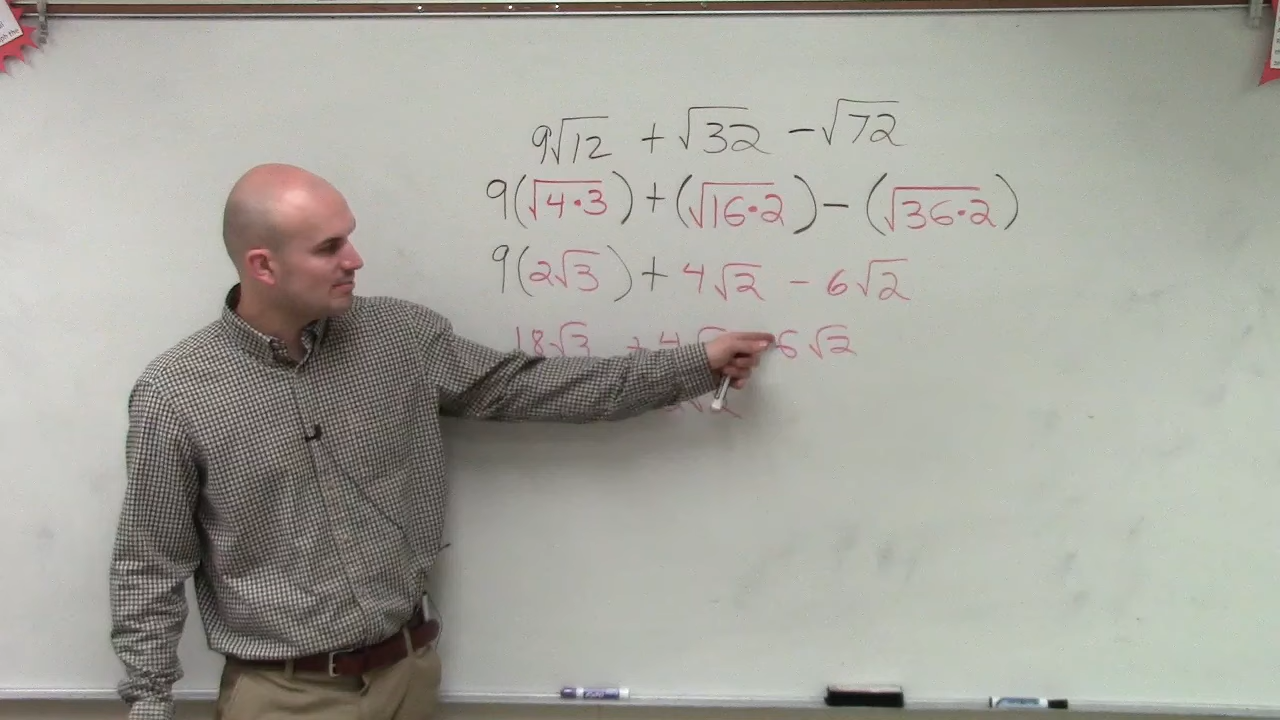 9√12 + √32 - √72
9(√4·3) + (√16·2) - (√36·2)
9(2√3) + 4√2 - 6√2
18√3 + 4√ 6√2
√2